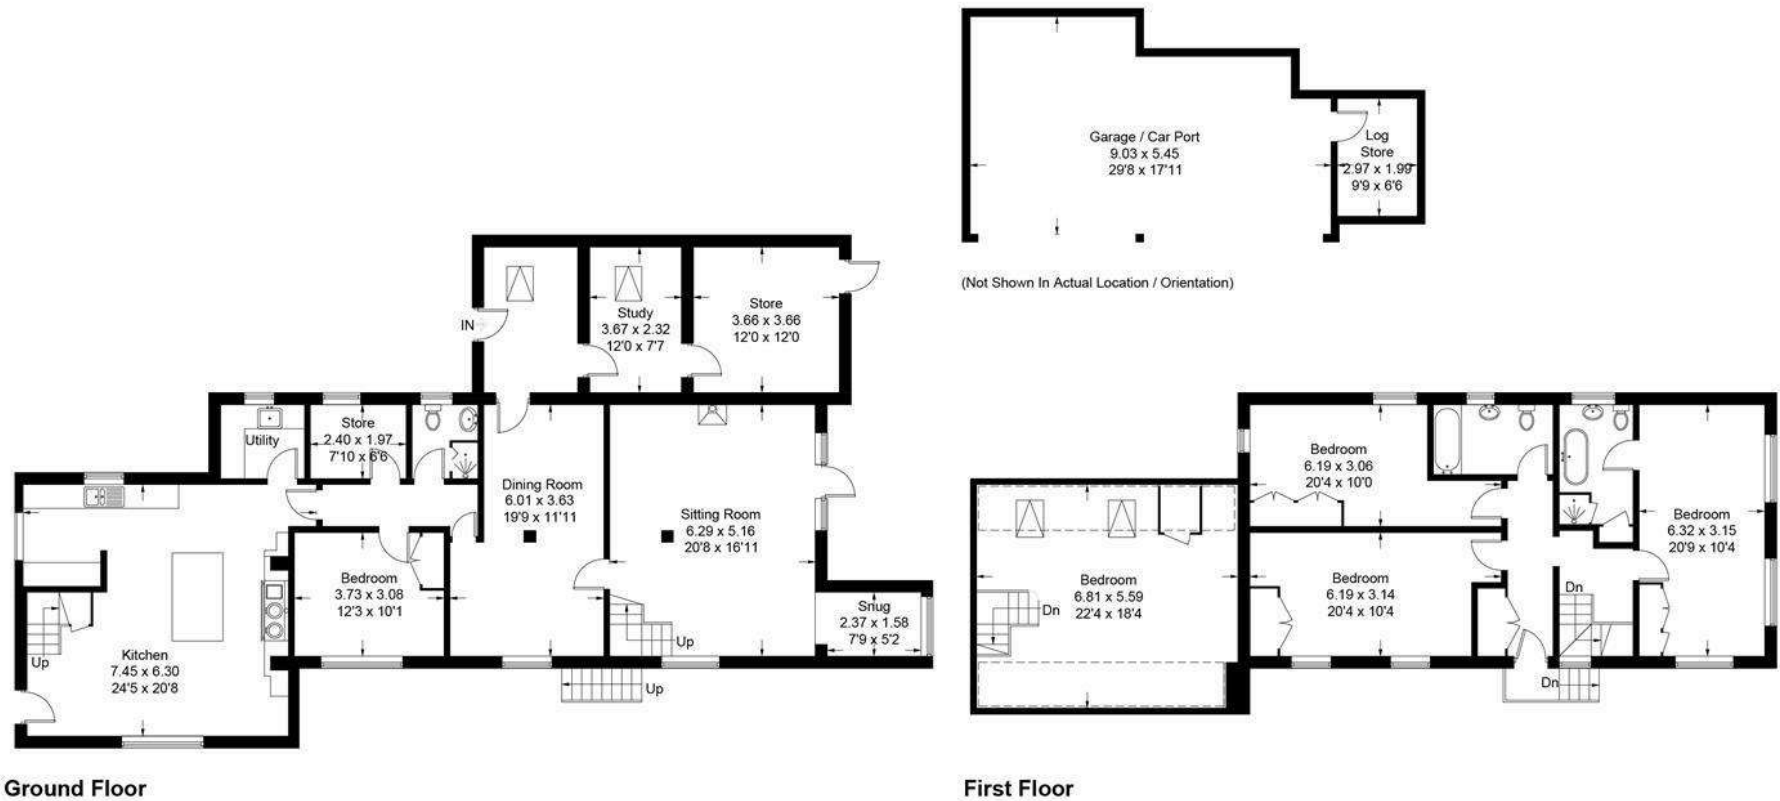 Garage / Car Port
9.03 x 5.45
29'8 x 17'11
Log
Store
2.97 x 1.99
9'9 x 6'6
(Not Shown In Actual Location / Orientation)
IN
Study
3.67 x 2.32
12'0 x 7'7
Store
3.66 x 3.66
12'0 x 12'0
Utility
Store
2.40 x 1.97
7'10 x 6'6
Dining Room
6.01 x 3.63
19'9 x 11'11
Sitting Room
6.29 x 5.16
20'8 x 16'11
Bedroom
3.73 x 3.08
12'3 x 10'1
Snug
2.37 x 1.58
7'9 x 5'2
Up
Kitchen
7.45 x 6.30
24'5 x 20'8
Up
Up
Ground Floor
Bedroom
6.19 x 3.06
20'4 x 10'0
Bedroom
6.32 x 3.15
20'9 x 10'4
Bedroom
6.81 x 5.59
22'4 x 18'4
Dn
Bedroom
6.19 x 3.14
20'4 x 10'4
Dn
Dn
First Floor